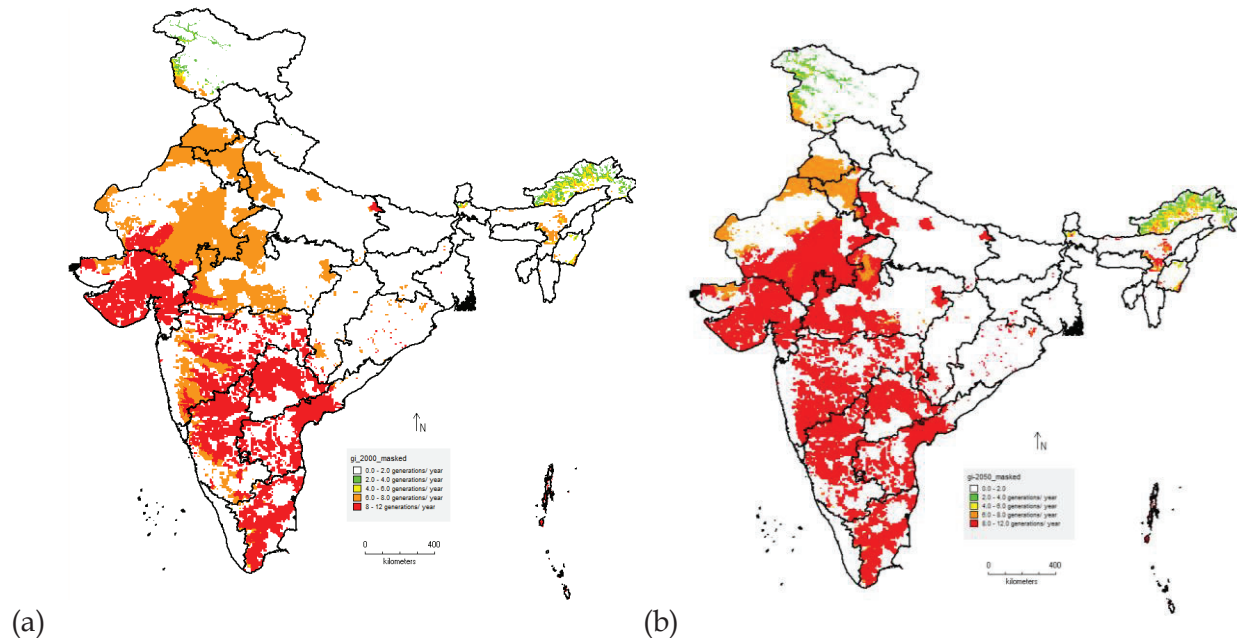 N
gi_2000_masked
0.0 - 2.0 generations/ year
2.0 - 4.0 generations/ year
4.0 - 6.0 generations/ year
6.0 - 8.0 generations/ year
8 - 12 generations/ year
0 400
kilometers
(a)
N
gi-2050_masked
0.0 - 2.0
2.0 - 4.0 generations/ year
4.0 - 6.0 generations/ year
6.0 - 8.0 generations/ year
8.0 - 12.0 generations/ year
0 400
kilometers
(b)